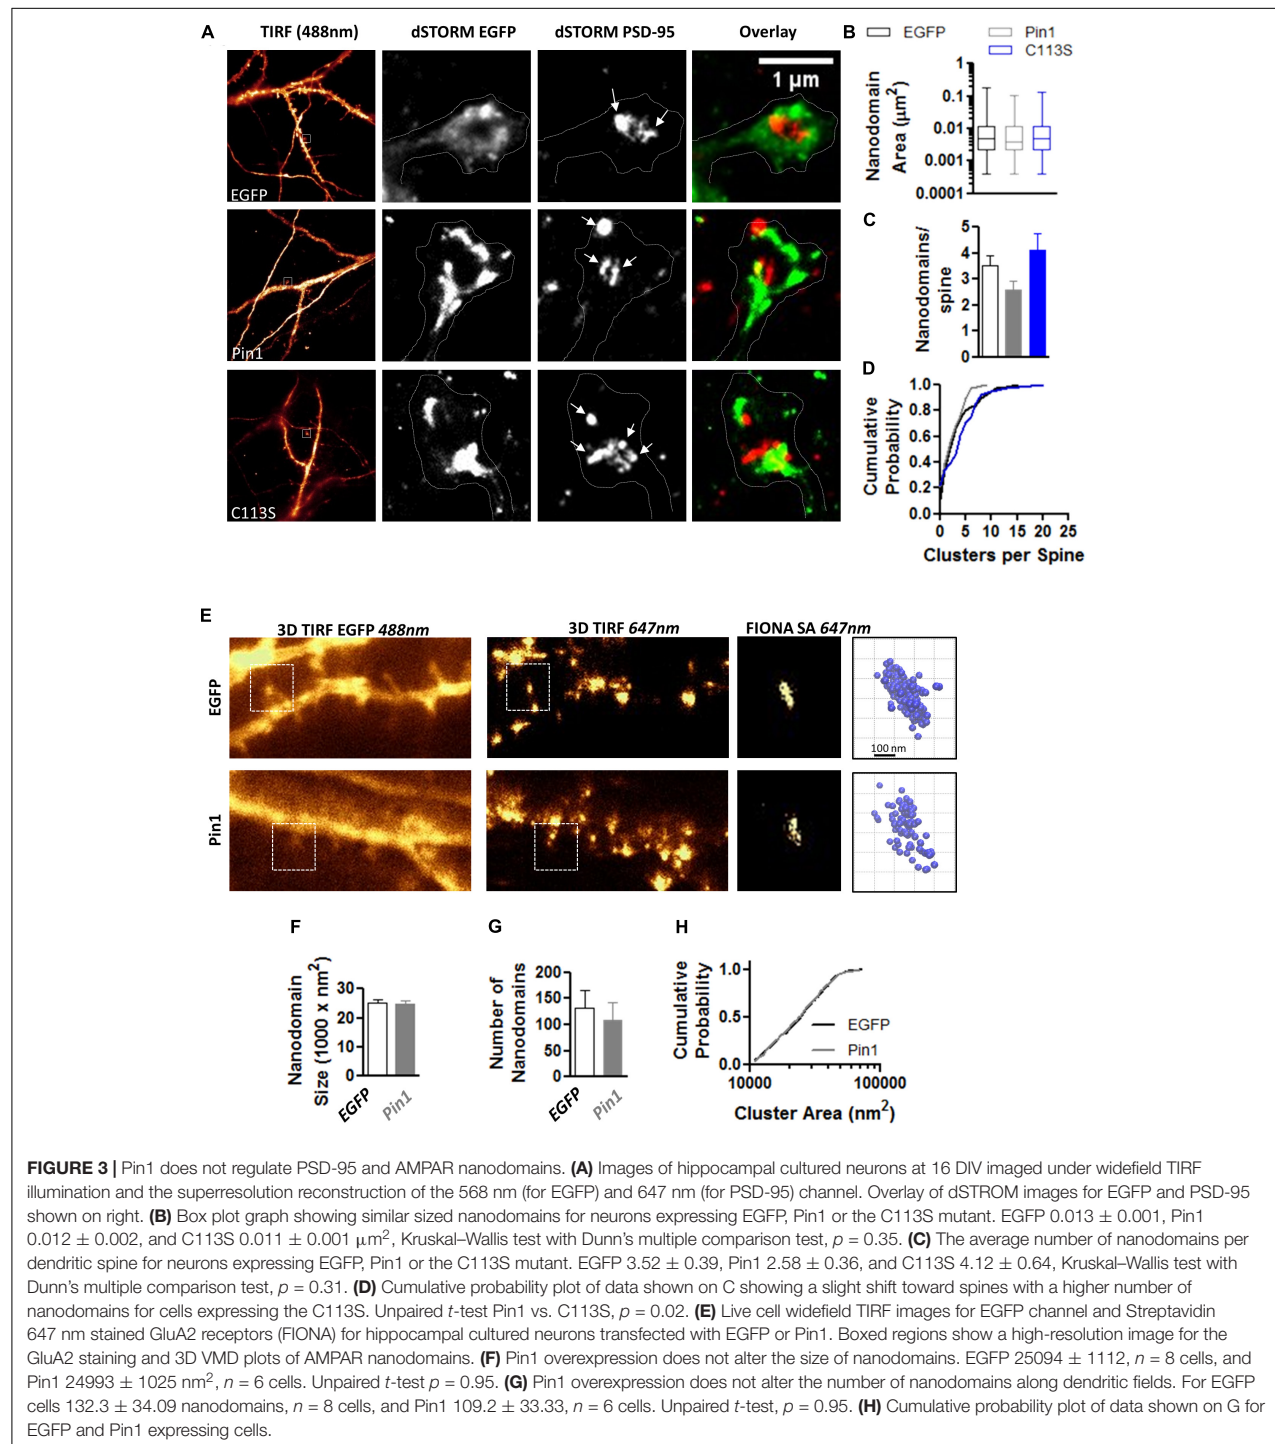 A
TIRF (488nm)
dSTORM EGFP
dSTORM PSD-95
Overlay
1 µm
EGFP
Pin1
C113S
B
EGFP
Pin1
C113S
Nanodomain
Area (µm²)
1
0.1
0.01
0.001
0.0001
C
Nanodomains/
spine
5
4
3
2
1
0
D
Cumulative
Probability
1.0
0.8
0.6
0.4
0.2
0.0
0 5 10 15 20 25
Clusters per Spine
E
3D TIRF EGFP 488nm
3D TIRF 647nm
FIONA SA 647nm
EGFP
100 nm
Pin1
F
Nanodomain
Size (1000 x nm²)
30
20
10
0
EGFP
Pin1
G
Number of
Nanodomains
200
150
100
50
0
EGFP
Pin1
H
Cumulative
Probability
1.0
0.5
0.0
EGFP
Pin1
10000 100000
Cluster Area (nm²)
FIGURE 3 | Pin1 does not regulate PSD-95 and AMPAR nanodomains. (A) Images of hippocampal cultured neurons at 16 DIV imaged under widefield TIRF
illumination and the superresolution reconstruction of the 568 nm (for EGFP) and 647 nm (for PSD-95) channel. Overlay of dSTROM images for EGFP and PSD-95
shown on right. (B) Box plot graph showing similar sized nanodomains for neurons expressing EGFP, Pin1 or the C113S mutant. EGFP 0.013 ± 0.001, Pin1
0.012 ± 0.002, and C113S 0.011 ± 0.001 µm², Kruskal–Wallis test with Dunn's multiple comparison test, p = 0.35. (C) The average number of nanodomains per
dendritic spine for neurons expressing EGFP, Pin1 or the C113S mutant. EGFP 3.52 ± 0.39, Pin1 2.58 ± 0.36, and C113S 4.12 ± 0.64, Kruskal–Wallis test with
Dunn's multiple comparison test, p = 0.31. (D) Cumulative probability plot of data shown on C showing a slight shift toward spines with a higher number of
nanodomains for cells expressing the C113S. Unpaired t-test Pin1 vs. C113S, p = 0.02. (E) Live cell widefield TIRF images for EGFP channel and Streptavidin
647 nm stained GluA2 receptors (FIONA) for hippocampal cultured neurons transfected with EGFP or Pin1. Boxed regions show a high-resolution image for the
GluA2 staining and 3D VMD plots of AMPAR nanodomains. (F) Pin1 overexpression does not alter the size of nanodomains. EGFP 25094 ± 1112, n = 8 cells, and
Pin1 24993 ± 1025 nm², n = 6 cells. Unpaired t-test p = 0.95. (G) Pin1 overexpression does not alter the number of nanodomains along dendritic fields. For EGFP
cells 132.3 ± 34.09 nanodomains, n = 8 cells, and Pin1 109.2 ± 33.33, n = 6 cells. Unpaired t-test, p = 0.95. (H) Cumulative probability plot of data shown on G for
EGFP and Pin1 expressing cells.